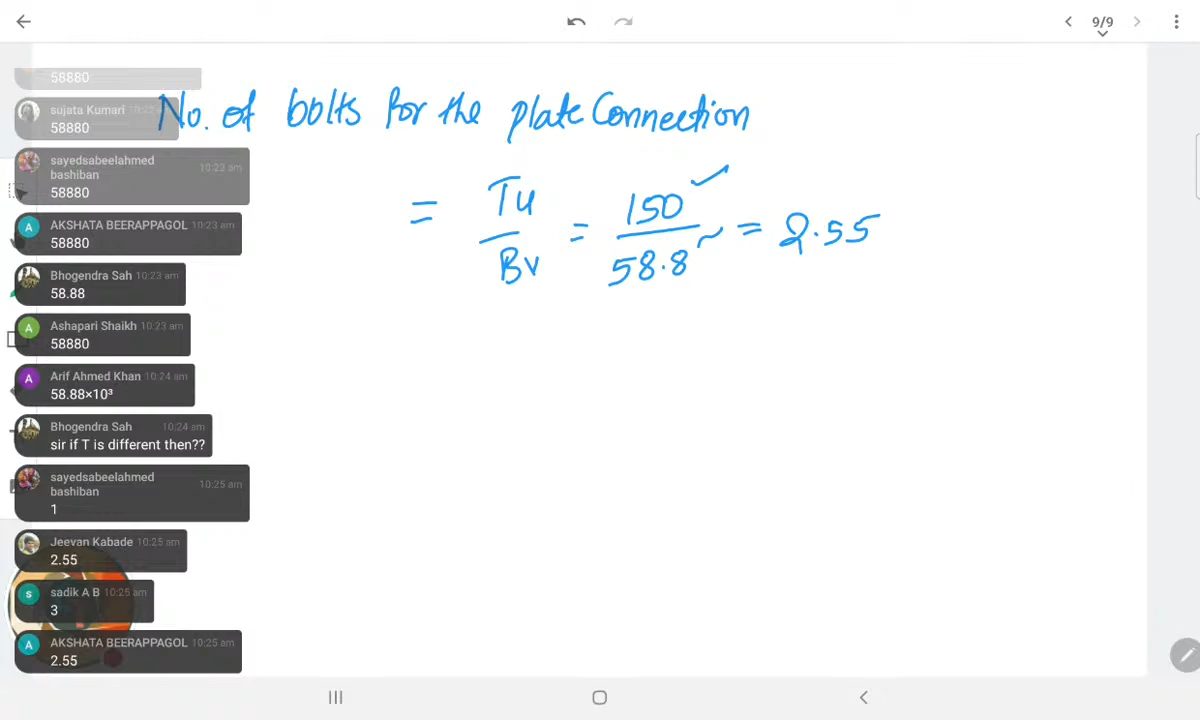 9/9
58880
sujata Kumari
58880
sayedsabeelahmed bashiban 10:22 am
58880
AKSHATA BEERAPPAGOL 10:23 am
58880
Bhogendra Sah 10:23 am
58.88
Ashapari Shaikh 10:23 am
58880
Arif Ahmed Khan 10:24 am
58.88×10³
Bhogendra Sah 10:24 am
sir if T is different then??
sayedsabeelahmed bashiban 10:25 am
1
Jeevan Kabade 10:25 am
2.55
sadik A B 10:25 am
3
AKSHATA BEERAPPAGOL 10:25 am
2.55
No. of bolts for the plate Connection
= Tu / Bv = 150 / 58.8 = 2.55